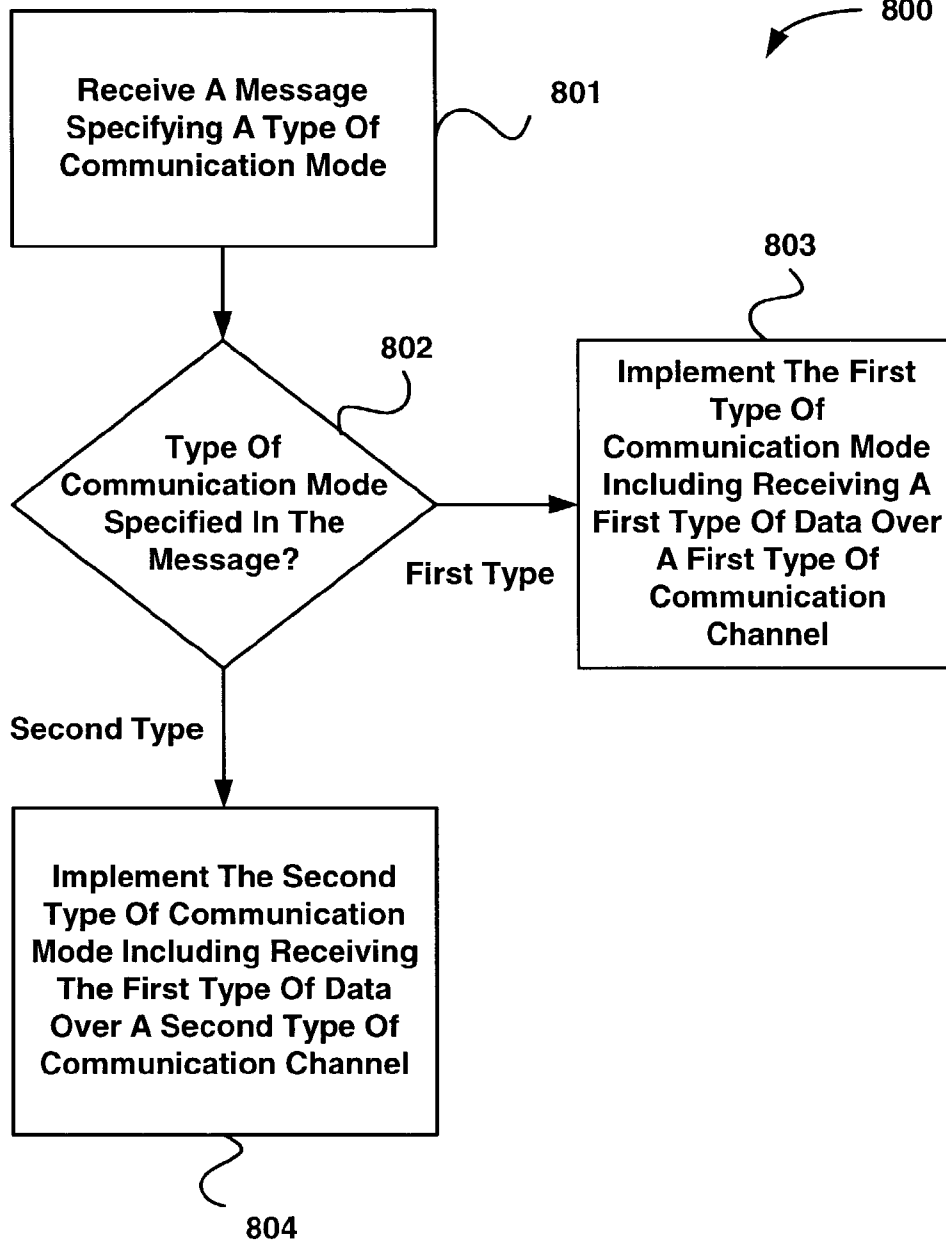 800
Receive A Message
Specifying A Type Of
Communication Mode
801
803
802
Type Of
Communication Mode
Specified In The
Message?
First Type
Implement The First
Type Of
Communication Mode
Including Receiving A
First Type Of Data Over
A First Type Of
Communication
Channel
Second Type
Implement The Second
Type Of Communication
Mode Including Receiving
The First Type Of Data
Over A Second Type Of
Communication Channel
804